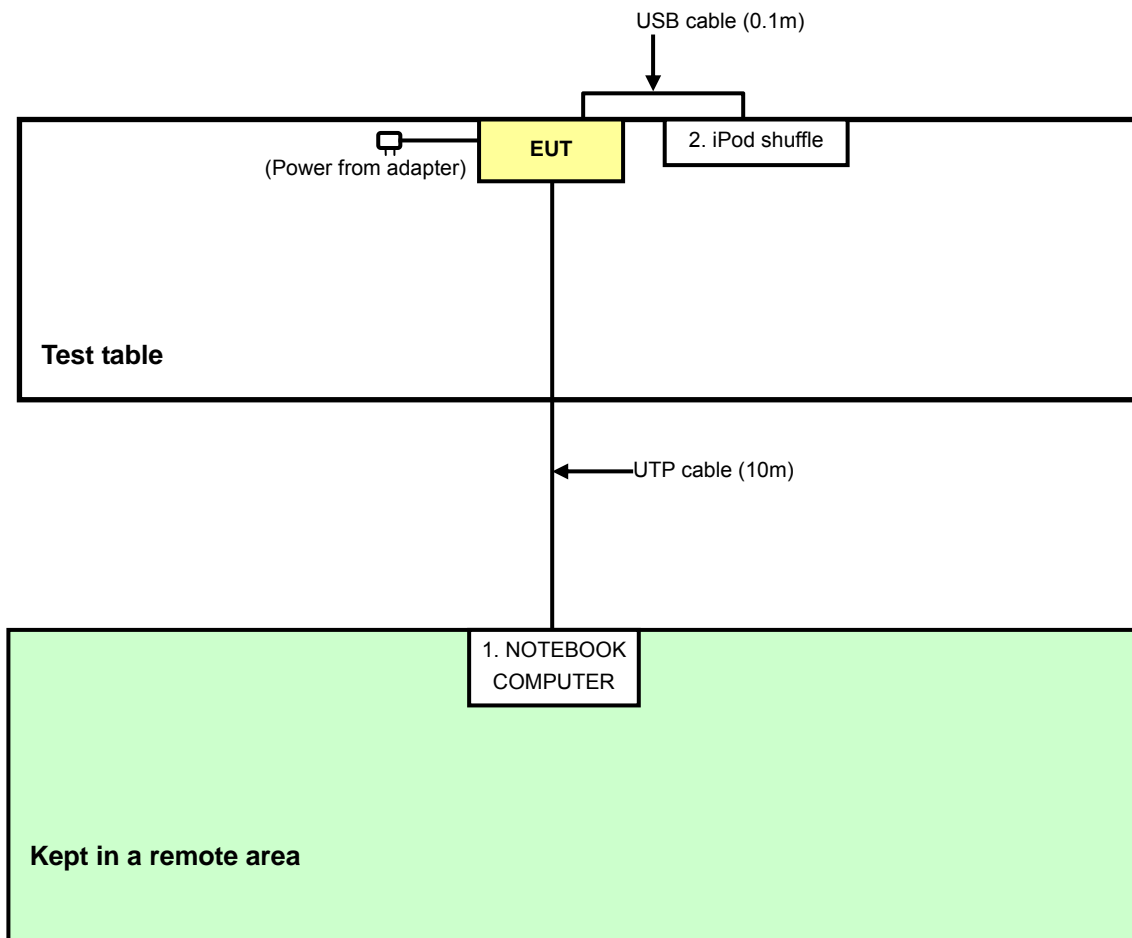 USB cable (0.1m)
EUT
2. iPod shuffle
(Power from adapter)
Test table
UTP cable (10m)
1. NOTEBOOK
COMPUTER
Kept in a remote area